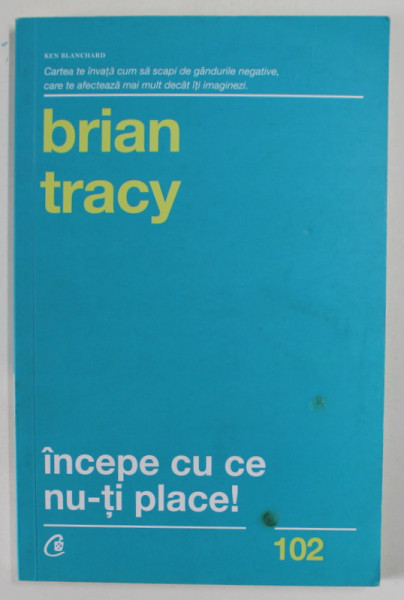 KEN BLANCHARD
Cartea te învață cum să scapi de gândurile negative,
care te afectează mai mult decât îți imaginezi.
brian
tracy
începe cu ce
nu-ți place!
102